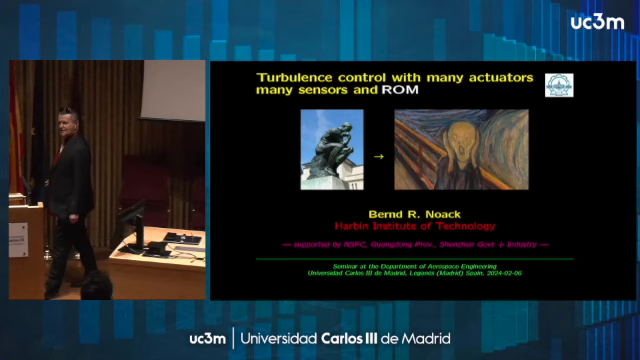 uc3m
Turbulence control with many actuators
many sensors and ROM
→
Bernd R. Noack
Harbin Institute of Technology
— supported by NSFC, Guangdong Prov., Shenzhen Govt + Industry —
Seminar at the Department of Aerospace Engineering
Universidad Carlos III de Madrid, Leganés (Madrid) Spain, 2024-02-06
uc3m | Universidad Carlos III de Madrid